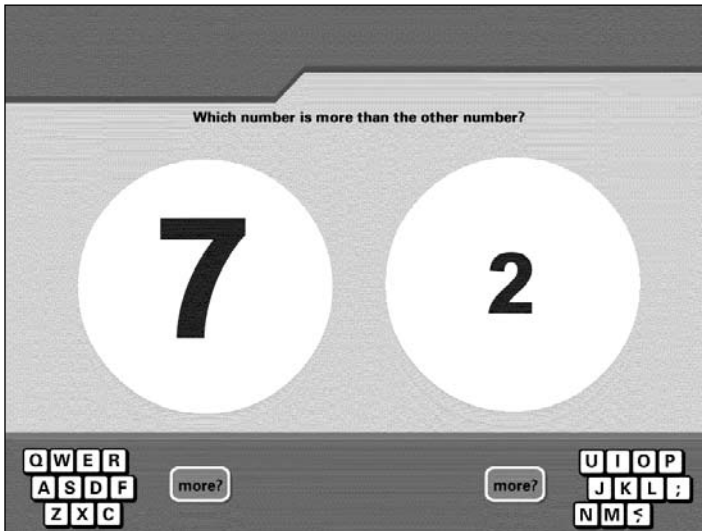 Which number is more than the other number?
7 2
Q W E R
A S D F
Z X C
more?
more?
U I O P
J K L ;
N M <